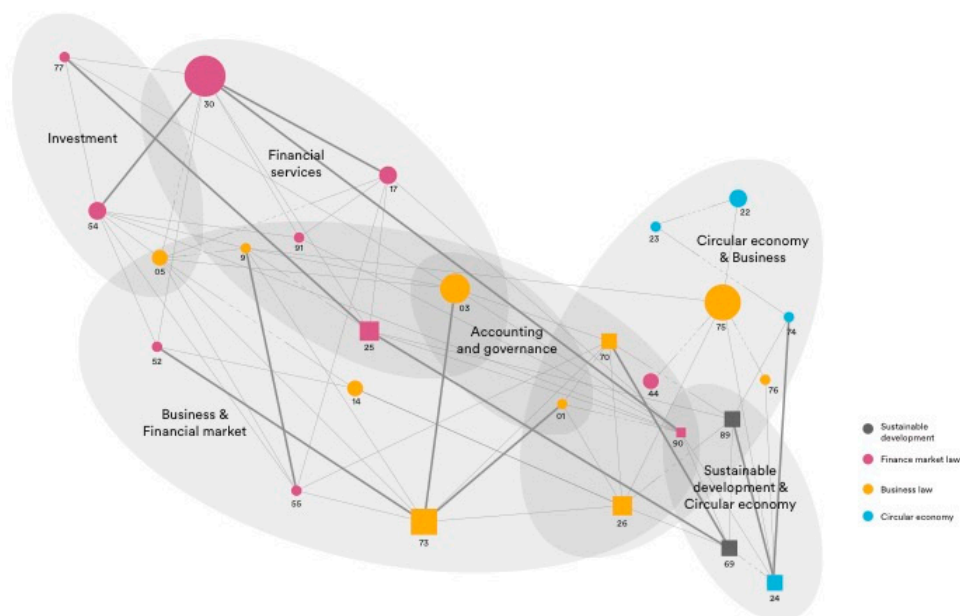 77
30
Investment
Financial
services
17
22
54
23
Circular economy
& Business
91
9
05
03
75
74
Accounting
and governance
25
70
52
44
76
14
01
Business &
Financial market
89
90
Sustainable
development
Finance market law
Sustainable
development &
Circular economy
Business law
55
26
Circular economy
73
69
24